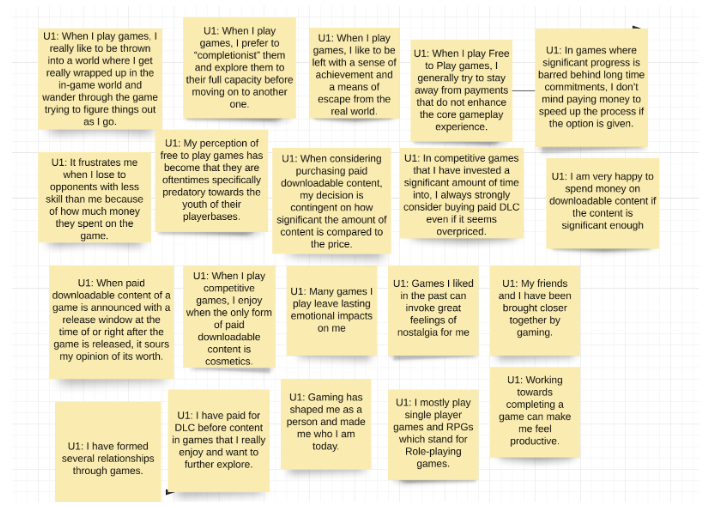 U1: When I play games, I
really like to be thrown
into a world where I get
really wrapped up in the
in-game world and
wander through the game
trying to figure things out
as I go.
U1: When I play
games, I prefer to
"completionist" them
and explore them to
their full capacity before
moving on to another
one.
U1: When I play
games, I like to be
left with a sense of
achievement and
a means of
escape from the
real world.
U1: When I play Free
to Play games, I
generally try to stay
away from payments
that do not enhance
the core gameplay
experience.
U1: In games where
significant progress is
barred behind long time
commitments, I don't
mind paying money to
speed up the process if
the option is given.
U1: It frustrates me
when I lose to
opponents with less
skill than me because
of how much money
they spent on the
game.
U1: My perception of
free to play games has
become that they are
oftentimes specifically
predatory towards the
youth of their
playerbases.
U1: When considering
purchasing paid
downloadable content,
my decision is
contingent on how
significant the amount of
content is compared to
the price.
U1: In competitive games
that I have invested a
significant amount of time
into, I always strongly
consider buying paid DLC
even if it seems
overpriced.
U1: I am very happy to
spend money on
downloadable content if
the content is
significant enough
U1: When paid
downloadable content of a
game is announced with a
release window at the
time of or right after the
game is released, it sours
my opinion of its worth.
U1: When I play
competitive
games, I enjoy
when the only form
of paid
downloadable
content is
cosmetics.
U1: Many games I
play leave lasting
emotional impacts
on me
U1: Games I liked
in the past can
invoke great
feelings of
nostalgia for me
U1: My friends
and I have been
brought closer
together by
gaming.
U1: I have formed
several relationships
through games.
U1: I have paid for
DLC before content
in games that I really
enjoy and want to
further explore.
U1: Gaming has
shaped me as a
person and made
me who I am
today.
U1: I mostly play
single player
games and RPGs
which stand for
Role-playing
games.
U1: Working
towards
completing a
game can make
me feel
productive.